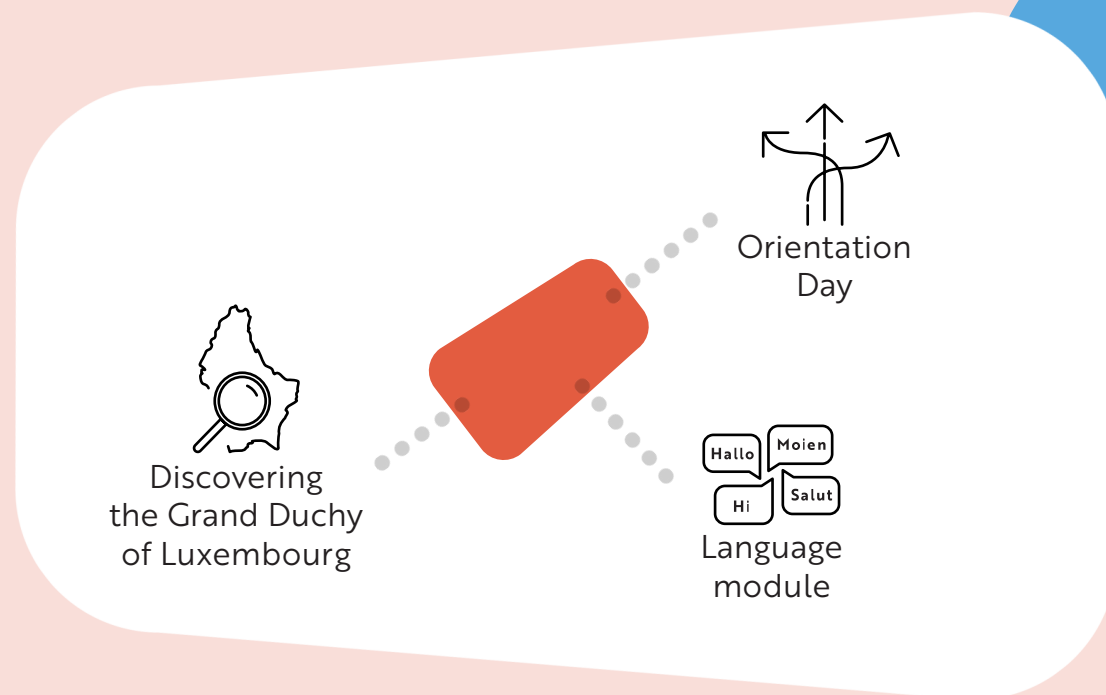 Orientation
Day
Discovering
the Grand Duchy
of Luxembourg
Hallo
Moien
Hi
Salut
Language
module